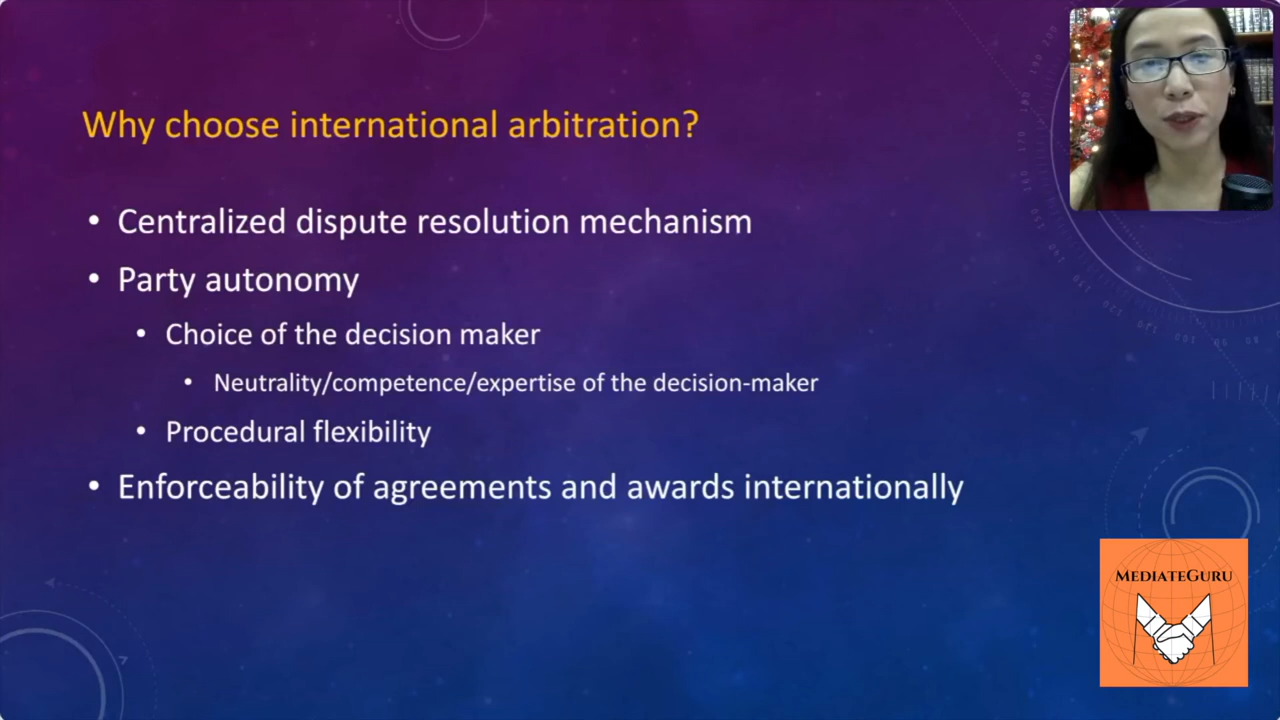 Why choose international arbitration?
• Centralized dispute resolution mechanism
• Party autonomy
• Choice of the decision maker
• Neutrality/competence/expertise of the decision-maker
• Procedural flexibility
• Enforceability of agreements and awards internationally
MEDIATEGURU